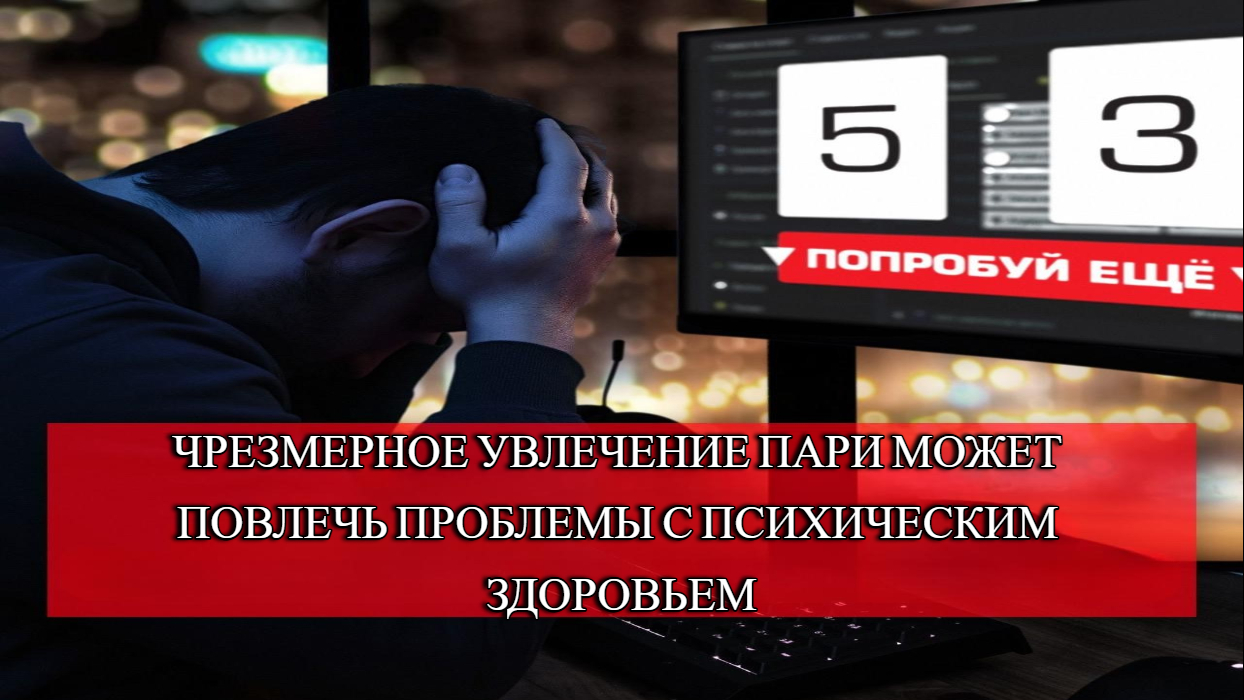 5 3
ПОПРОБУЙ ЕЩЁ
ЧРЕЗМЕРНОЕ УВЛЕЧЕНИЕ ПАРИ МОЖЕТ
ПОВЛЕЧЬ ПРОБЛЕМЫ С ПСИХИЧЕСКИМ
ЗДОРОВЬЕМ